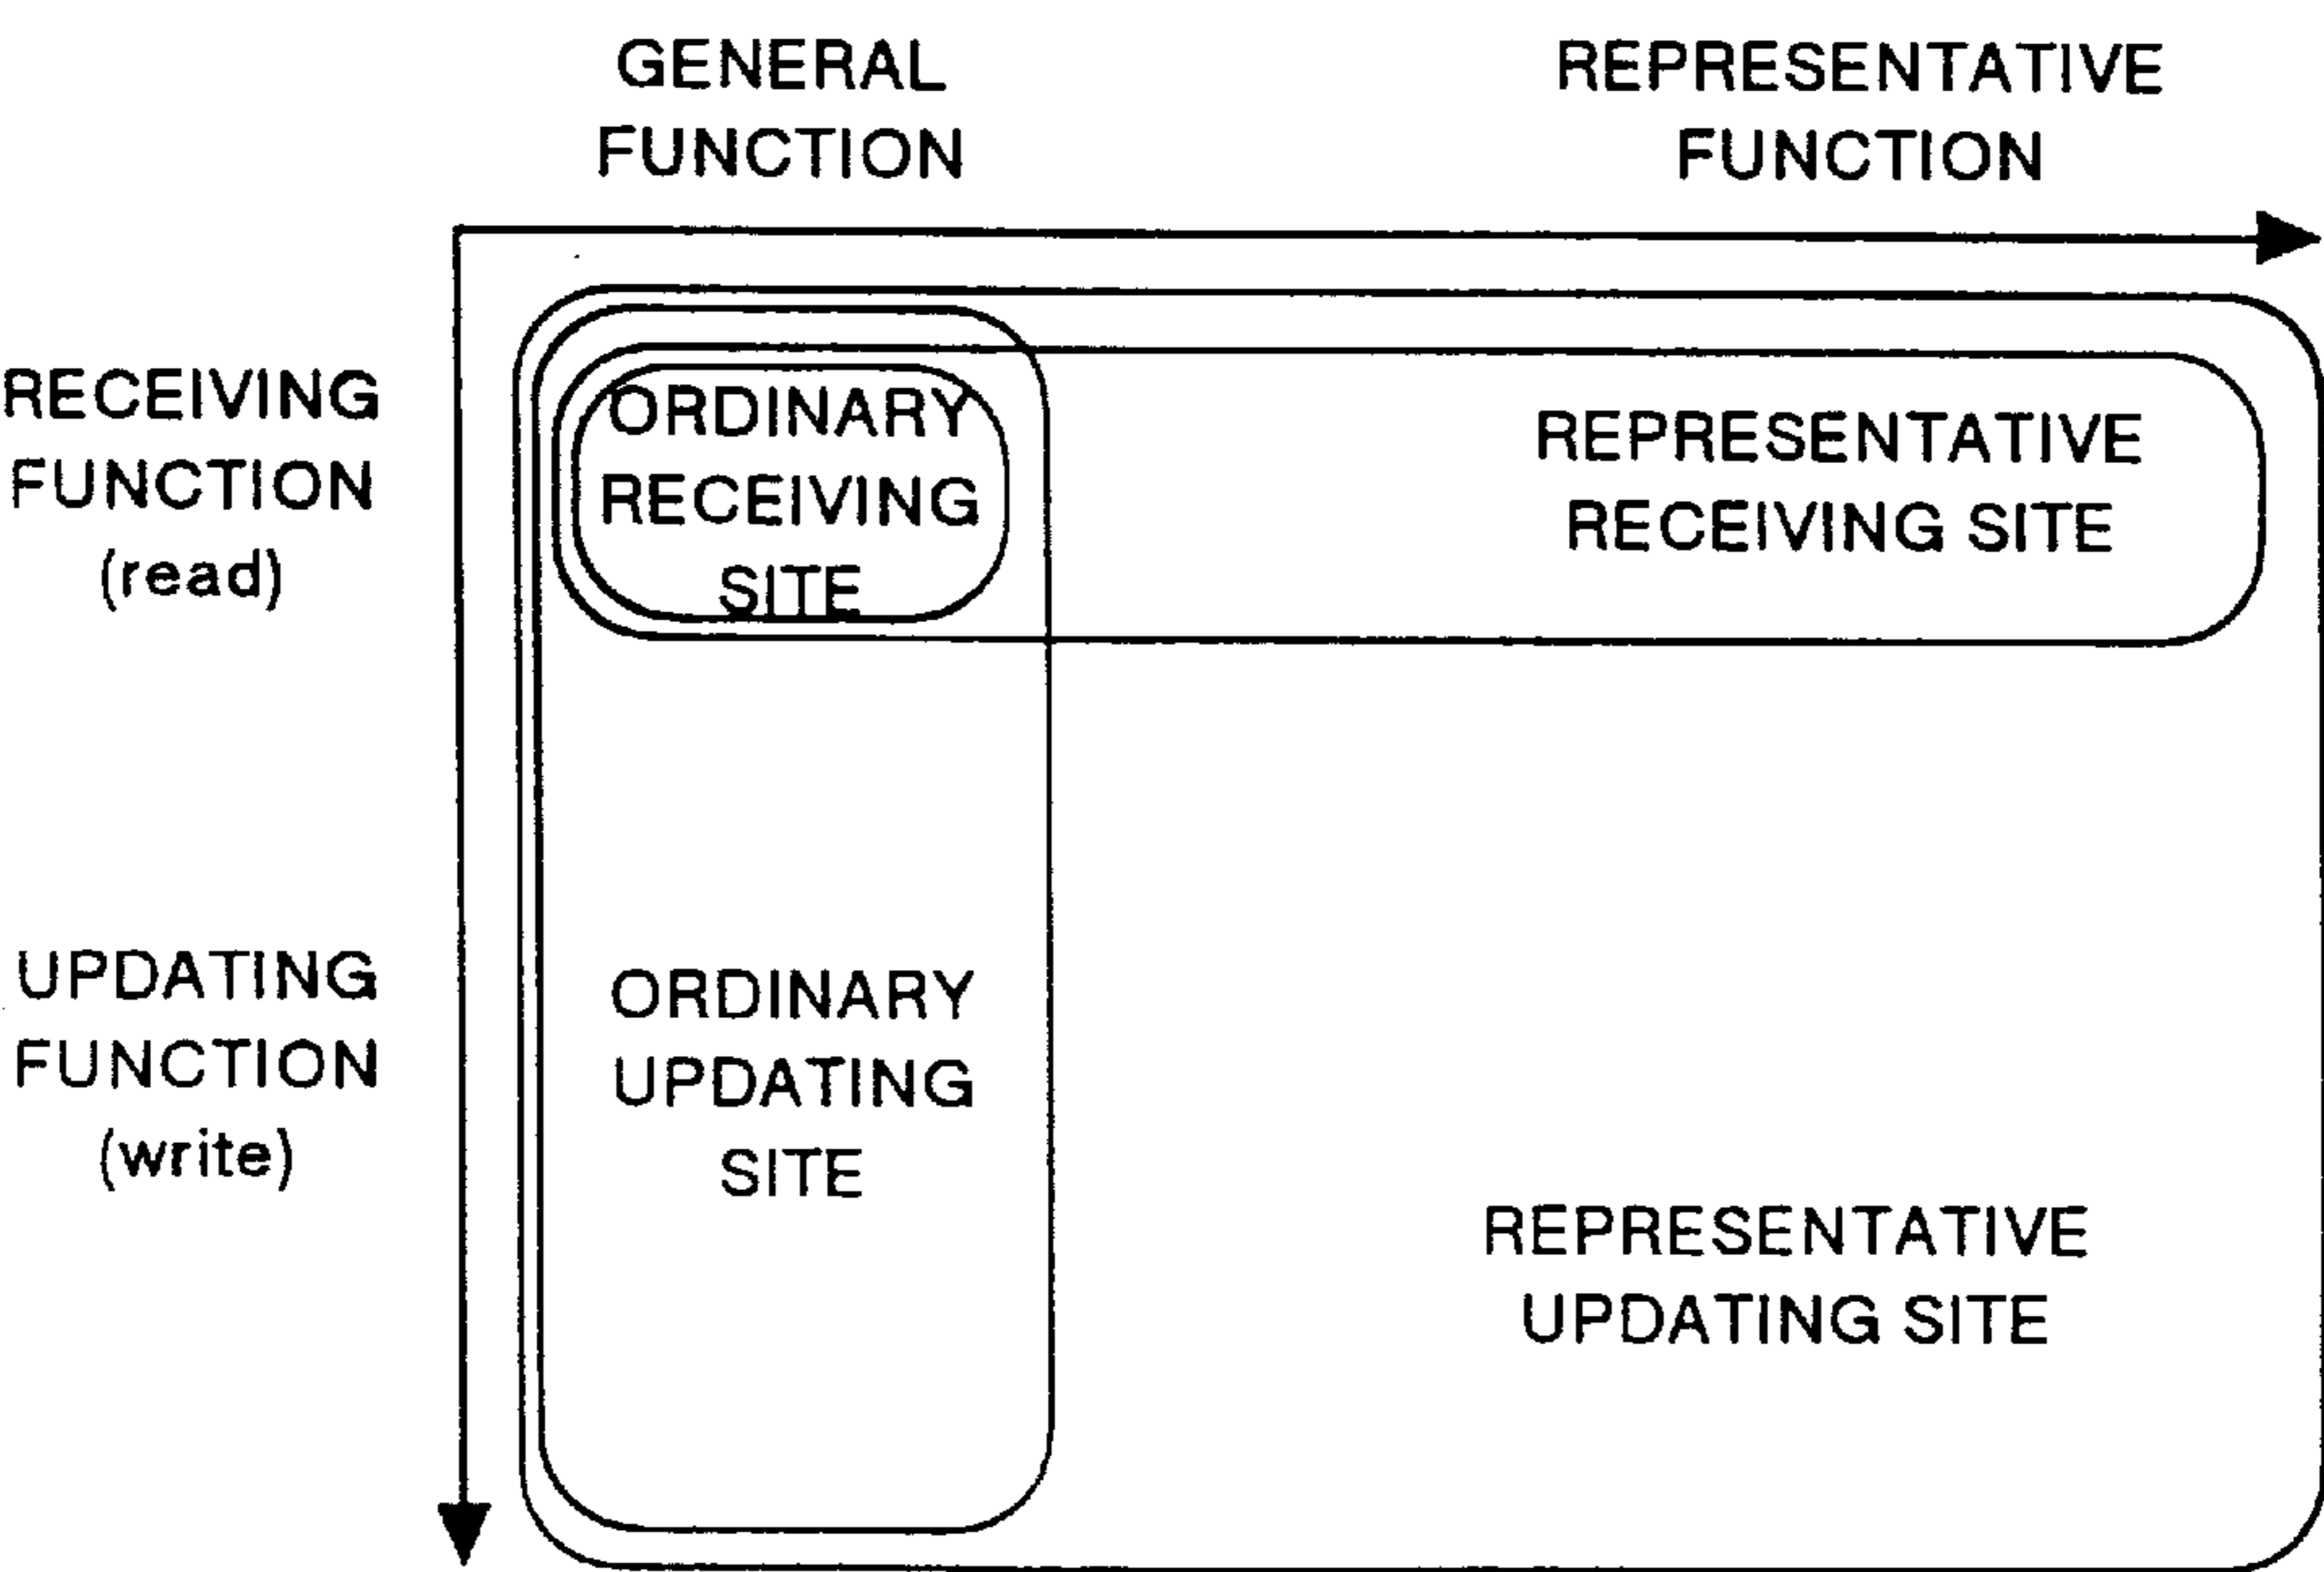 GENERAL
FUNCTION
REPRESENTATIVE
FUNCTION
RECEIVING
FUNCTION
(read)
ORDINARY
RECEIVING
SITE
REPRESENTATIVE
RECEIVING SITE
UPDATING
FUNCTION
(write)
ORDINARY
UPDATING
SITE
REPRESENTATIVE
UPDATING SITE